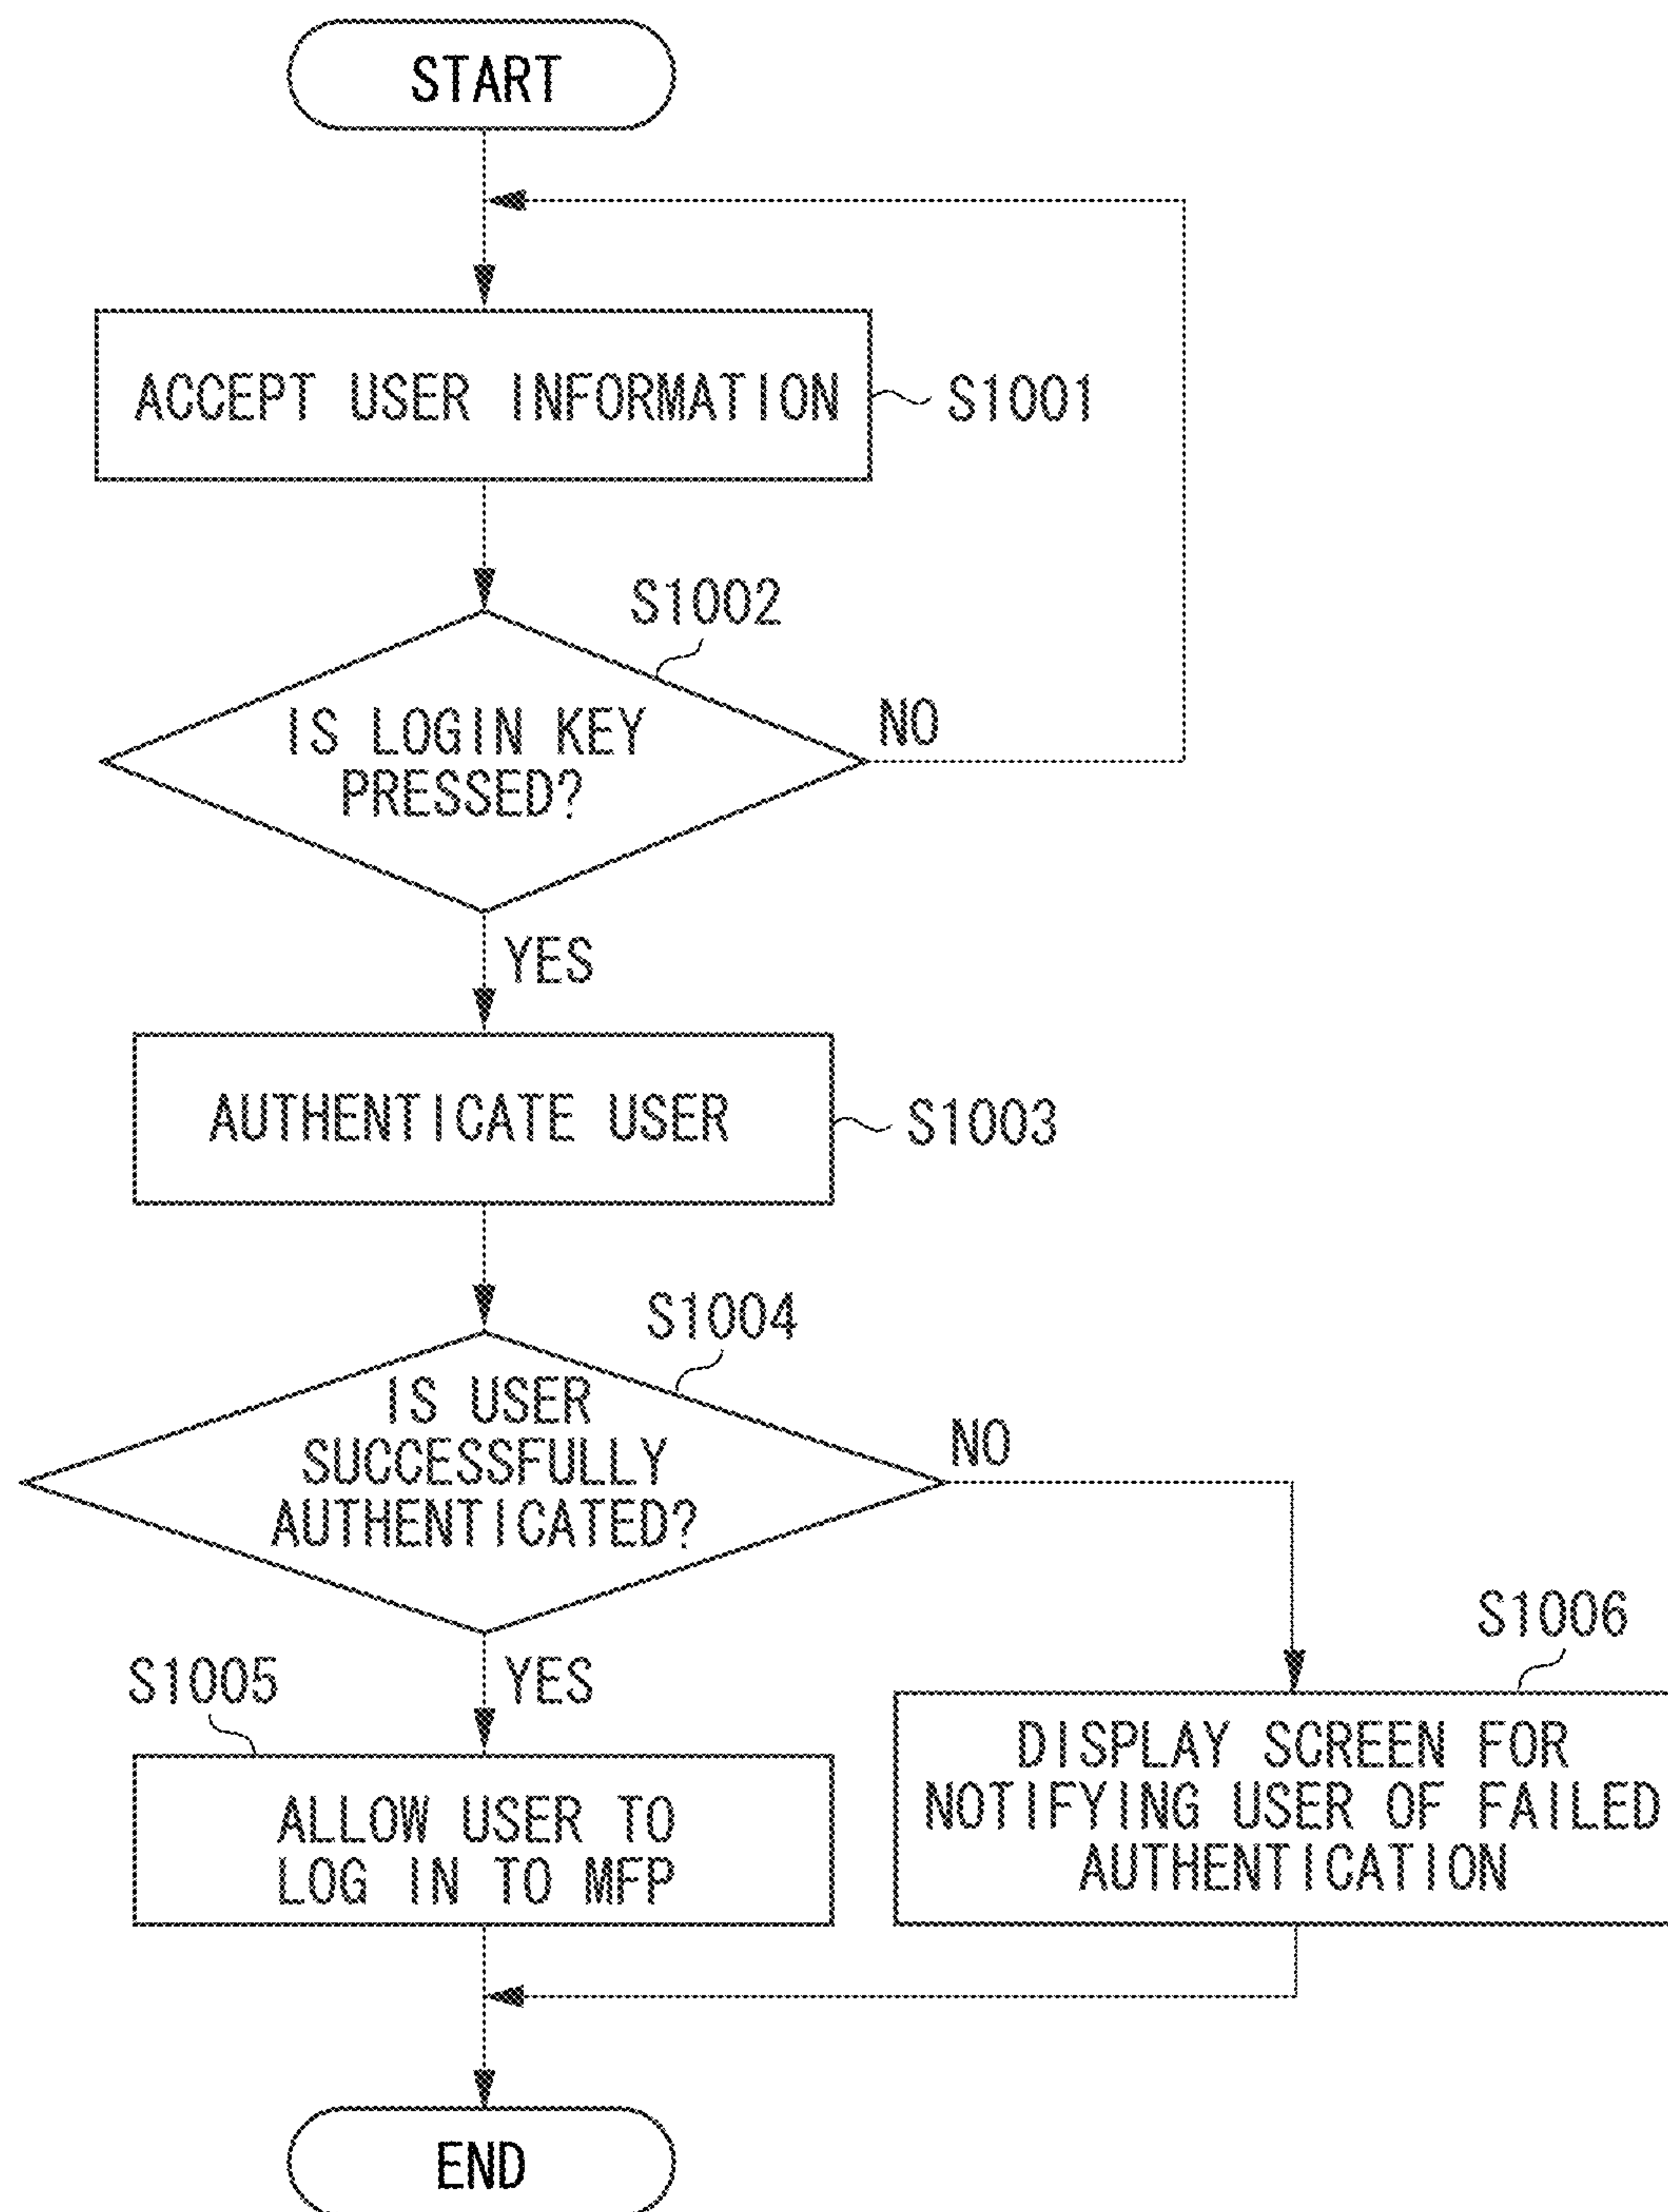 START
ACCEPT USER INFORMATION
S1001
S1002
IS LOGIN KEY
PRESSED?
NO
YES
AUTHENTICATE USER
S1003
S1004
IS USER
SUCCESSFULLY
AUTHENTICATED?
NO
YES
S1005
ALLOW USER TO
LOG IN TO MFP
S1006
DISPLAY SCREEN FOR
NOTIFYING USER OF FAILED
AUTHENTICATION
END